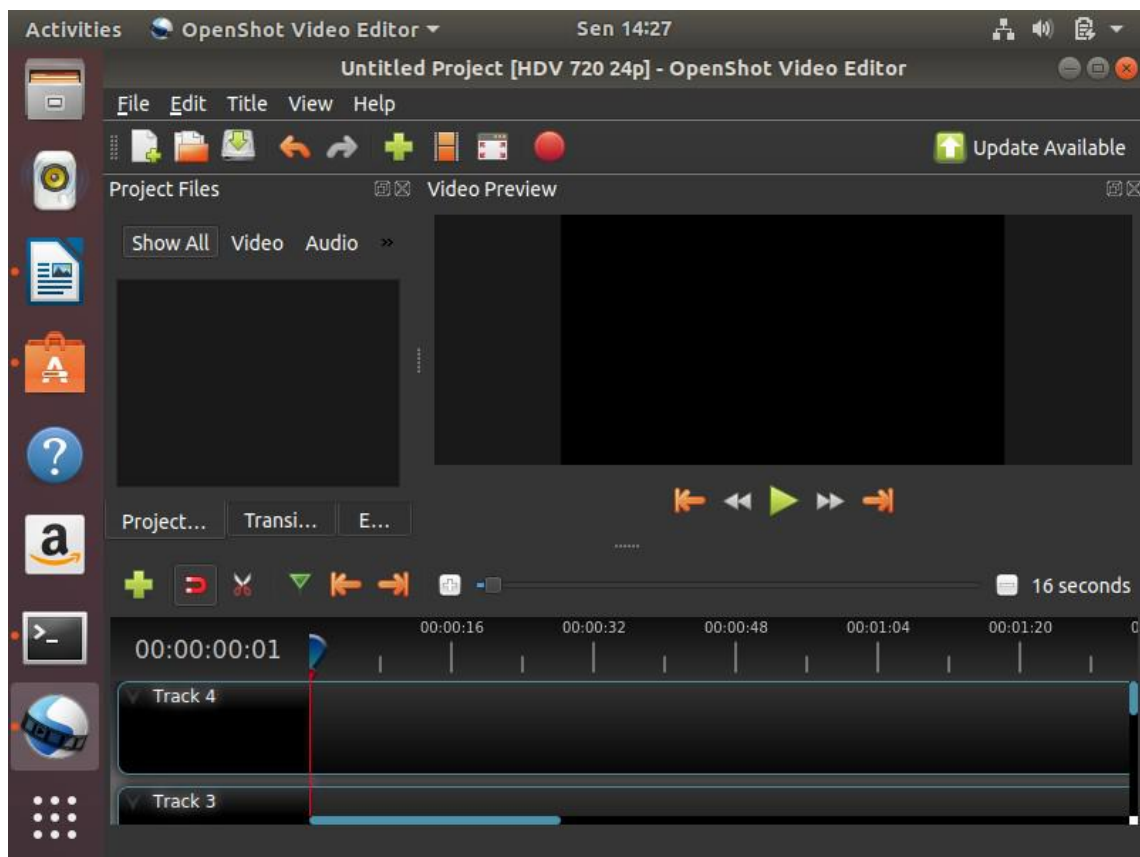 Activities OpenShot Video Editor Sen 14:27
Untitled Project [HDV 720 24p] - OpenShot Video Editor
File Edit Title View Help
Update Available
Project Files Video Preview
Show All Video Audio »
Project... Transi... E...
16 seconds
00:00:16 00:00:32 00:00:48 00:01:04 00:01:20
00:00:00:01
Track 4
Track 3